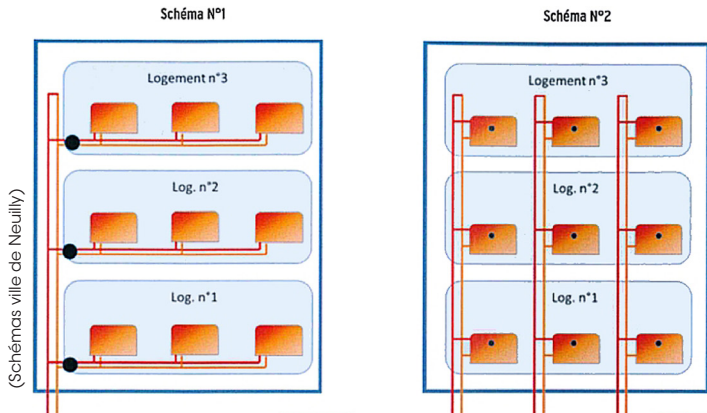 Schéma N°1
Logement n°3
Log. n°2
Log. n°1
Schéma N°2
Logement n°3
Log. n°2
Log. n°1
(Schémas ville de Neuilly)